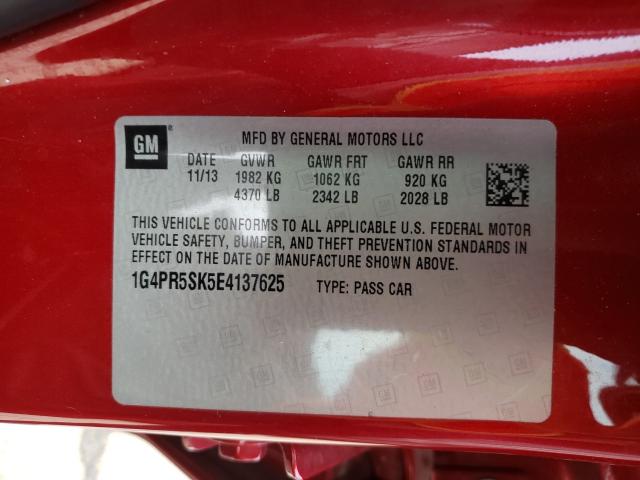 GM
MFD BY GENERAL MOTORS LLC
DATE GVWR GAWR FRT GAWR RR
11/13 1982 KG 1062 KG 920 KG
4370 LB 2342 LB 2028 LB
THIS VEHICLE CONFORMS TO ALL APPLICABLE U.S. FEDERAL MOTOR
VEHICLE SAFETY, BUMPER, AND THEFT PREVENTION STANDARDS IN
EFFECT ON THE DATE OF MANUFACTURE SHOWN ABOVE.
1G4PR5SK5E4137625 TYPE: PASS CAR